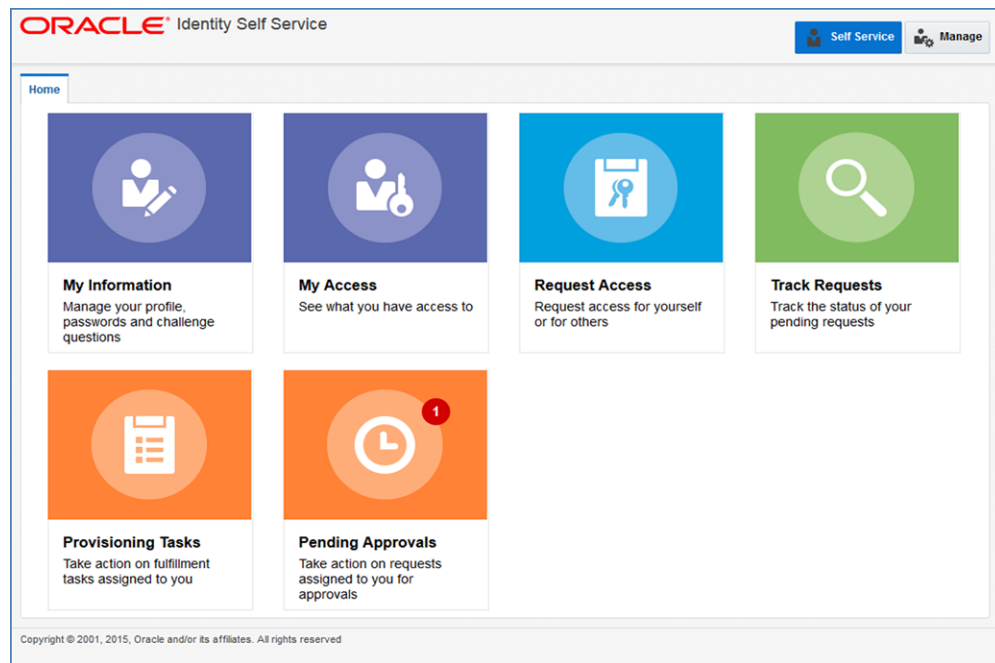 ORACLE® Identity Self Service
Self Service
Manage
Home
My Information
Manage your profile,
passwords and challenge
questions
My Access
See what you have access to
Request Access
Request access for yourself
or for others
Track Requests
Track the status of your
pending requests
1
Provisioning Tasks
Take action on fulfillment
tasks assigned to you
Pending Approvals
Take action on requests
assigned to you for
approvals
Copyright © 2001, 2015, Oracle and/or its affiliates. All rights reserved